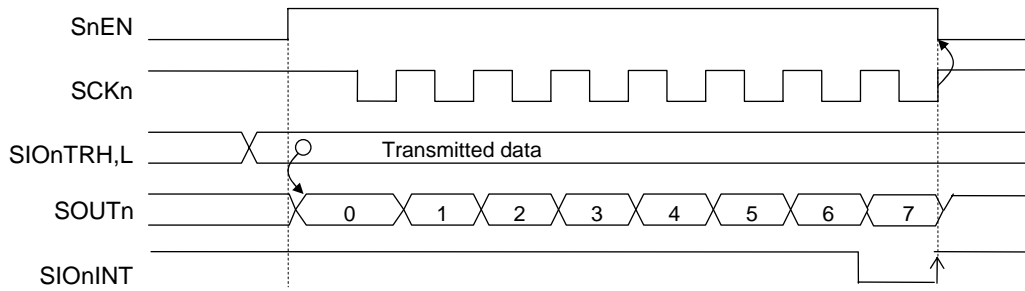 SnEN
SCKn
SIOnTRH,L
Transmitted data
SOUTn
0 1 2 3 4 5 6 7
SIOnINT